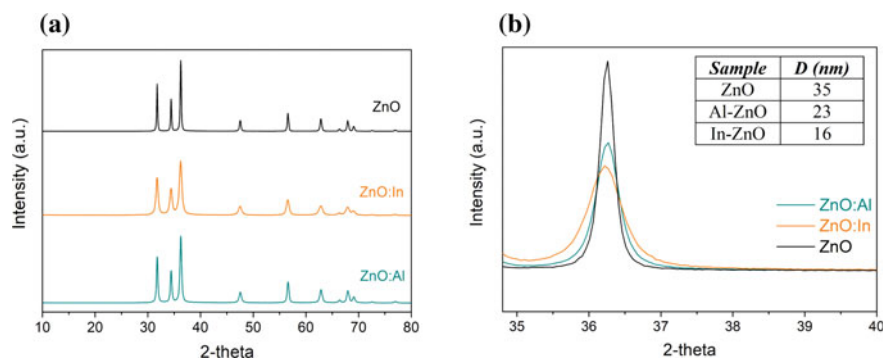 (a)
Intensity (a.u.)
ZnO
ZnO:In
ZnO:Al
10 20 30 40 50 60 70 80
2-theta
(b)
Intensity (a.u.)
Sample D (nm)
ZnO 35
Al-ZnO 23
In-ZnO 16
ZnO:Al
ZnO:In
ZnO
35 36 37 38 39 40
2-theta